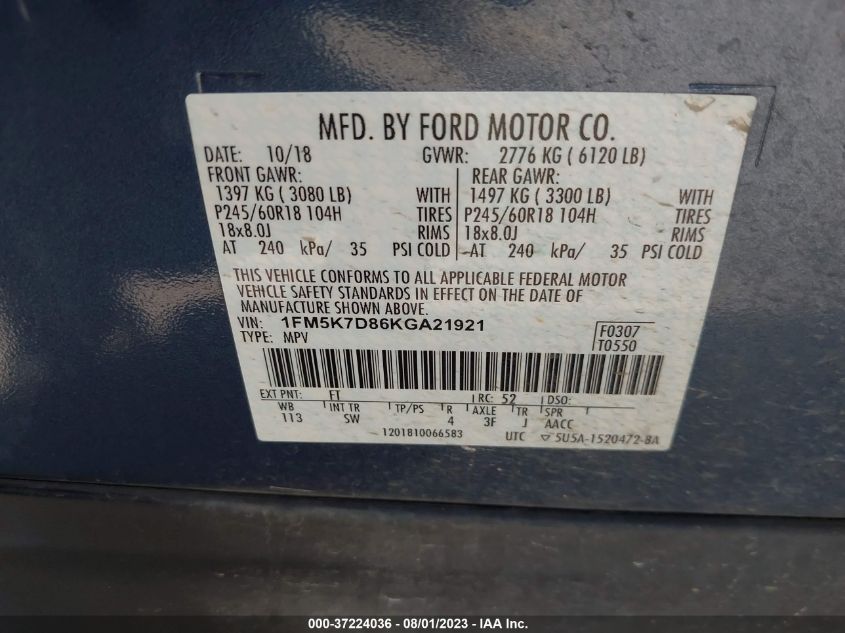 MFD. BY FORD MOTOR CO.
DATE: 10/18 GVWR: 2776 KG ( 6120 LB)
FRONT GAWR: REAR GAWR:
1397 KG ( 3080 LB) WITH 1497 KG ( 3300 LB) WITH
P245/60R18 104H TIRES P245/60R18 104H TIRES
18x8.0J RIMS 18x8.0J RIMS
AT 240 kPa/ 35 PSI COLD AT 240 kPa/ 35 PSI COLD
THIS VEHICLE CONFORMS TO ALL APPLICABLE FEDERAL MOTOR
VEHICLE SAFETY STANDARDS IN EFFECT ON THE DATE OF
MANUFACTURE SHOWN ABOVE.
VIN: 1FM5K7D86KGA21921 F0307
TYPE: MPV T0550
EXT PNT: FT RC: 52 DSO:
WB INT TR TP/PS R AXLE TR SPR
113 SW 4 3F J AACC
1201810066583 UTC ▽ 5U5A-1520472-BA
000-37224036 - 08/01/2023 - IAA Inc.